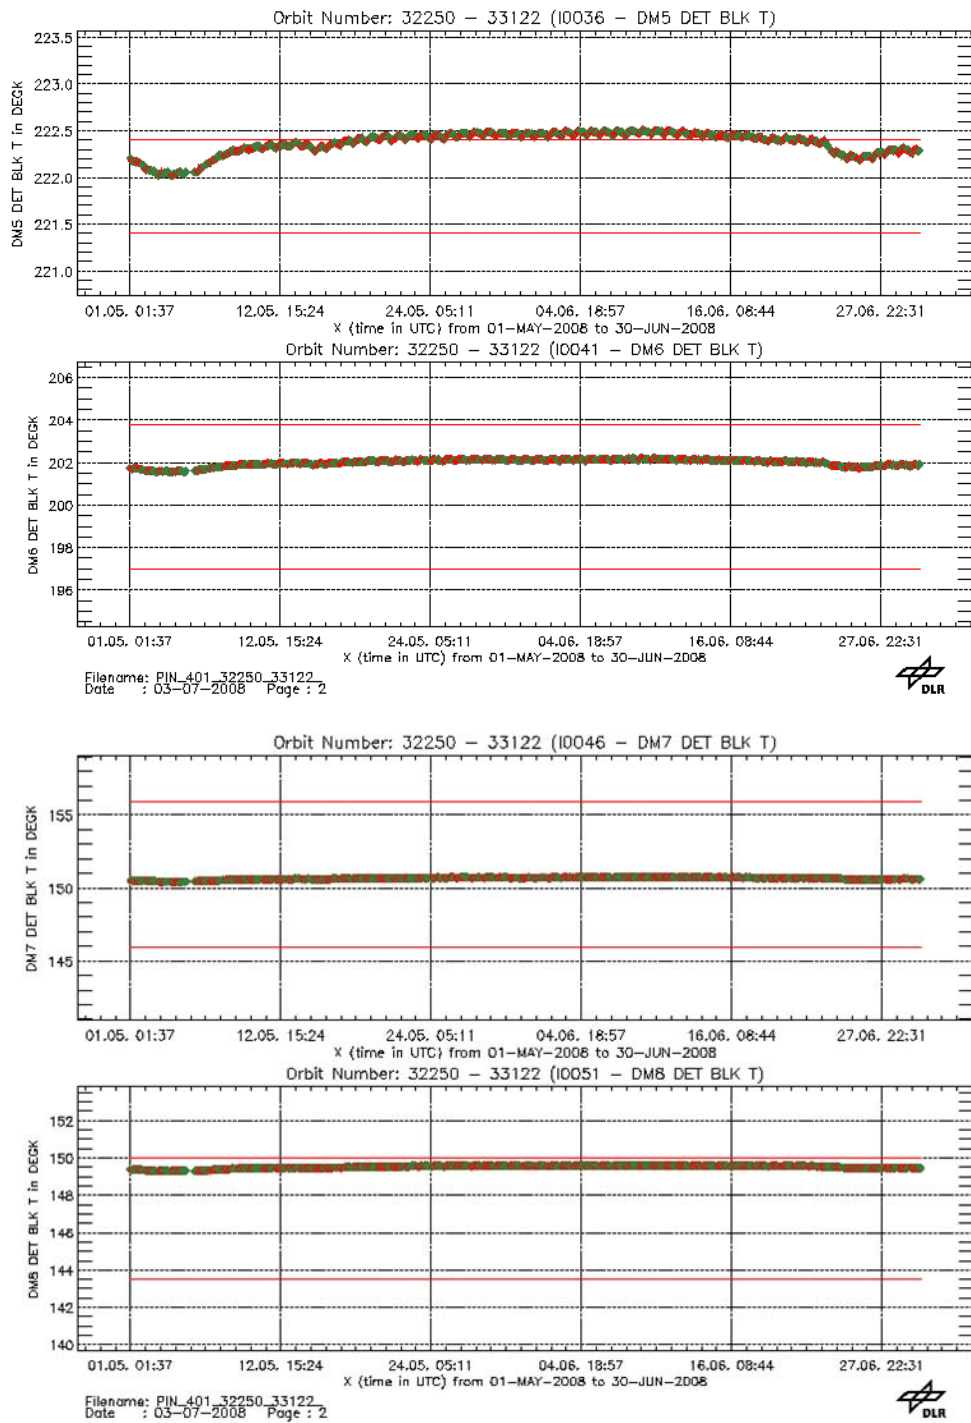 Orbit Number: 32250 – 33122 (I0036 – DM5 DET BLK T)
DM5 DET BLK T in DEGK
223.5
223.0
222.5
222.0
221.5
221.0
01.05. 01:37 12.05. 15:24 24.05. 05:11 04.06. 18:57 16.06. 08:44 27.06. 22:31
X (time in UTC) from 01-MAY-2008 to 30-JUN-2008
Orbit Number: 32250 – 33122 (I0041 – DM6 DET BLK T)
DM6 DET BLK T in DEGK
206
204
202
200
198
196
01.05. 01:37 12.05. 15:24 24.05. 05:11 04.06. 18:57 16.06. 08:44 27.06. 22:31
X (time in UTC) from 01-MAY-2008 to 30-JUN-2008
Filename: PIN_401_32250_33122_
Date : 03-07-2008 Page : 2
DLR
Orbit Number: 32250 – 33122 (I0046 – DM7 DET BLK T)
DM7 DET BLK T in DEGK
155
150
145
01.05. 01:37 12.05. 15:24 24.05. 05:11 04.06. 18:57 16.06. 08:44 27.06. 22:31
X (time in UTC) from 01-MAY-2008 to 30-JUN-2008
Orbit Number: 32250 – 33122 (I0051 – DM8 DET BLK T)
DM8 DET BLK T in DEGK
152
150
148
146
144
142
140
01.05. 01:37 12.05. 15:24 24.05. 05:11 04.06. 18:57 16.06. 08:44 27.06. 22:31
X (time in UTC) from 01-MAY-2008 to 30-JUN-2008
Filename: PIN_401_32250_33122_
Date : 03-07-2008 Page : 2
DLR